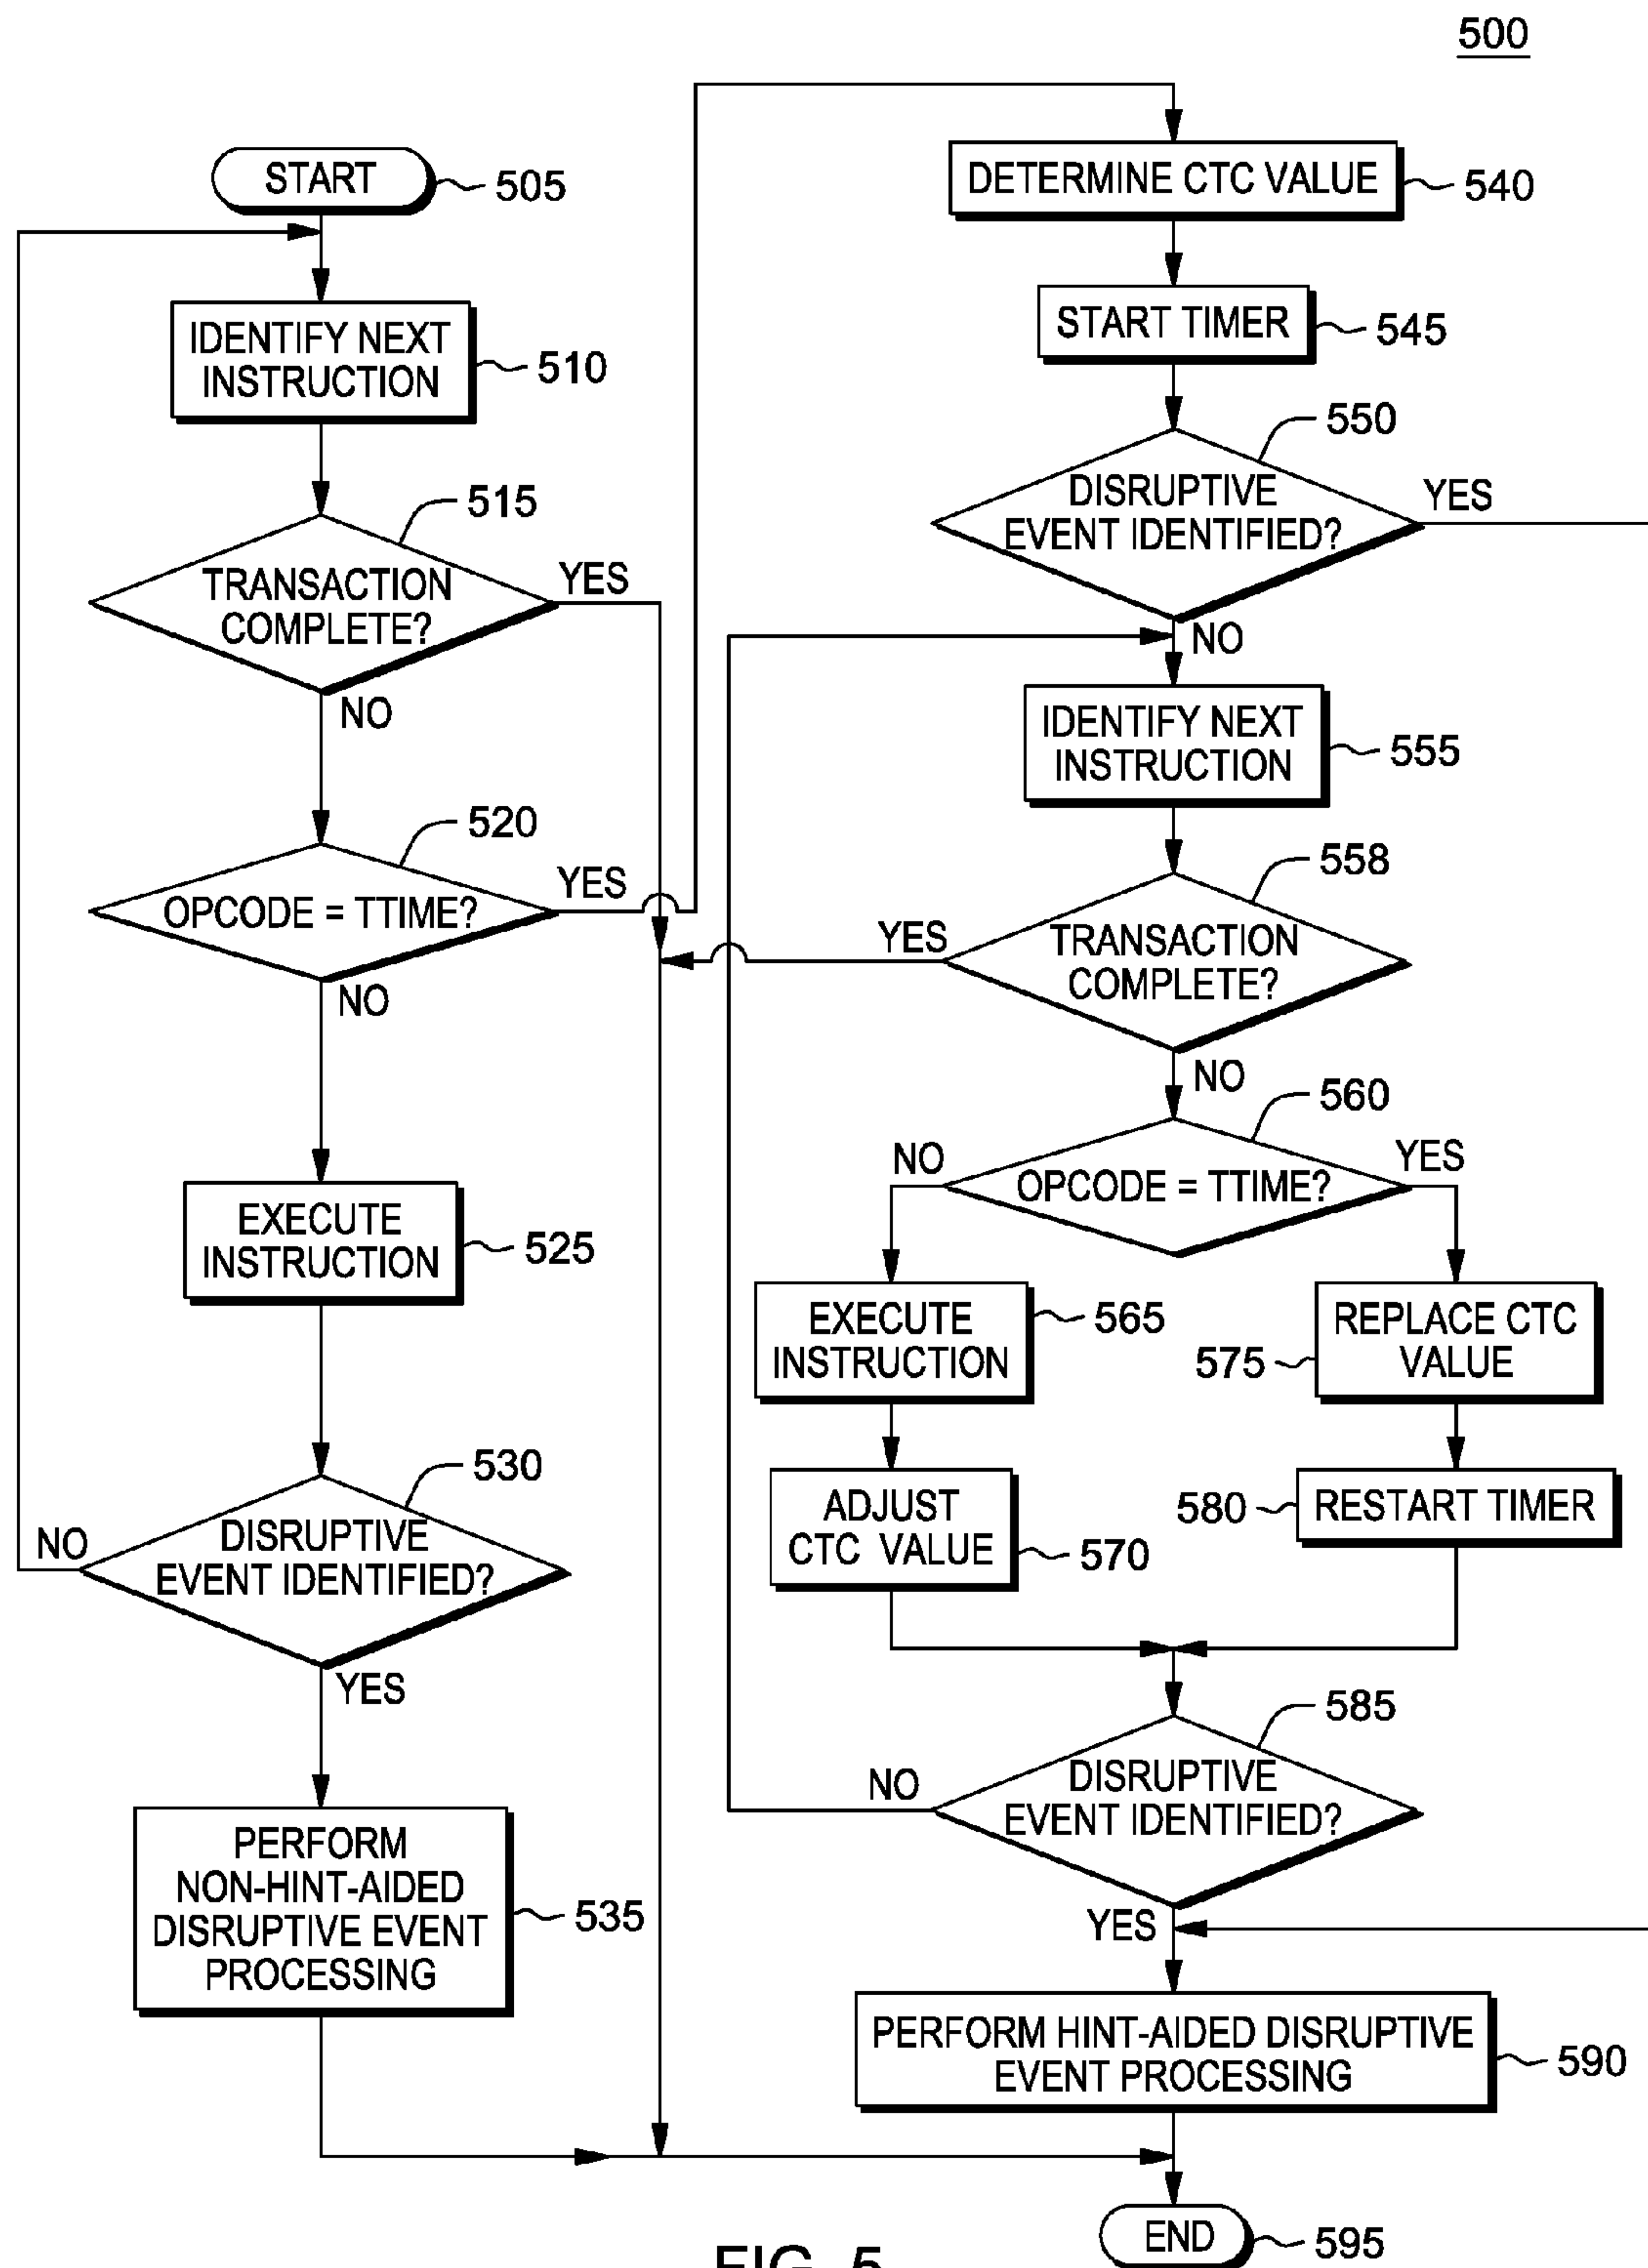 500
START
505
IDENTIFY NEXT
INSTRUCTION
510
515
TRANSACTION
COMPLETE?
YES
NO
520
OPCODE = TTIME?
YES
NO
EXECUTE
INSTRUCTION
525
530
DISRUPTIVE
EVENT IDENTIFIED?
NO
YES
PERFORM
NON-HINT-AIDED
DISRUPTIVE EVENT
PROCESSING
535
DETERMINE CTC VALUE
540
START TIMER
545
550
DISRUPTIVE
EVENT IDENTIFIED?
YES
NO
IDENTIFY NEXT
INSTRUCTION
555
558
TRANSACTION
COMPLETE?
YES
NO
560
OPCODE = TTIME?
NO
YES
EXECUTE
INSTRUCTION
565
ADJUST
CTC VALUE
570
REPLACE CTC
VALUE
575
RESTART TIMER
580
585
DISRUPTIVE
EVENT IDENTIFIED?
NO
YES
PERFORM HINT-AIDED DISRUPTIVE
EVENT PROCESSING
590
END
595
FIG. 5